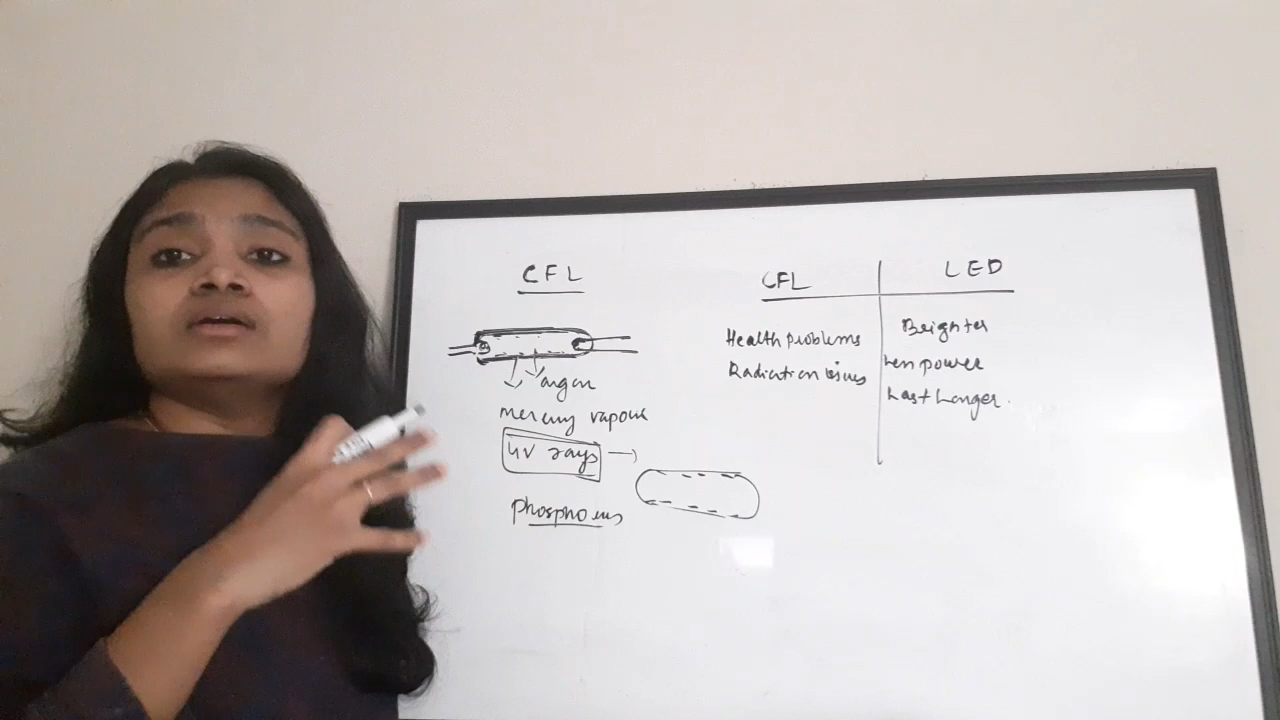 CFL
argon
mercury vapour
UV rays
phosphorus
CFL LED
Health problems Brighter
Radiation issues Less power
Last Longer.